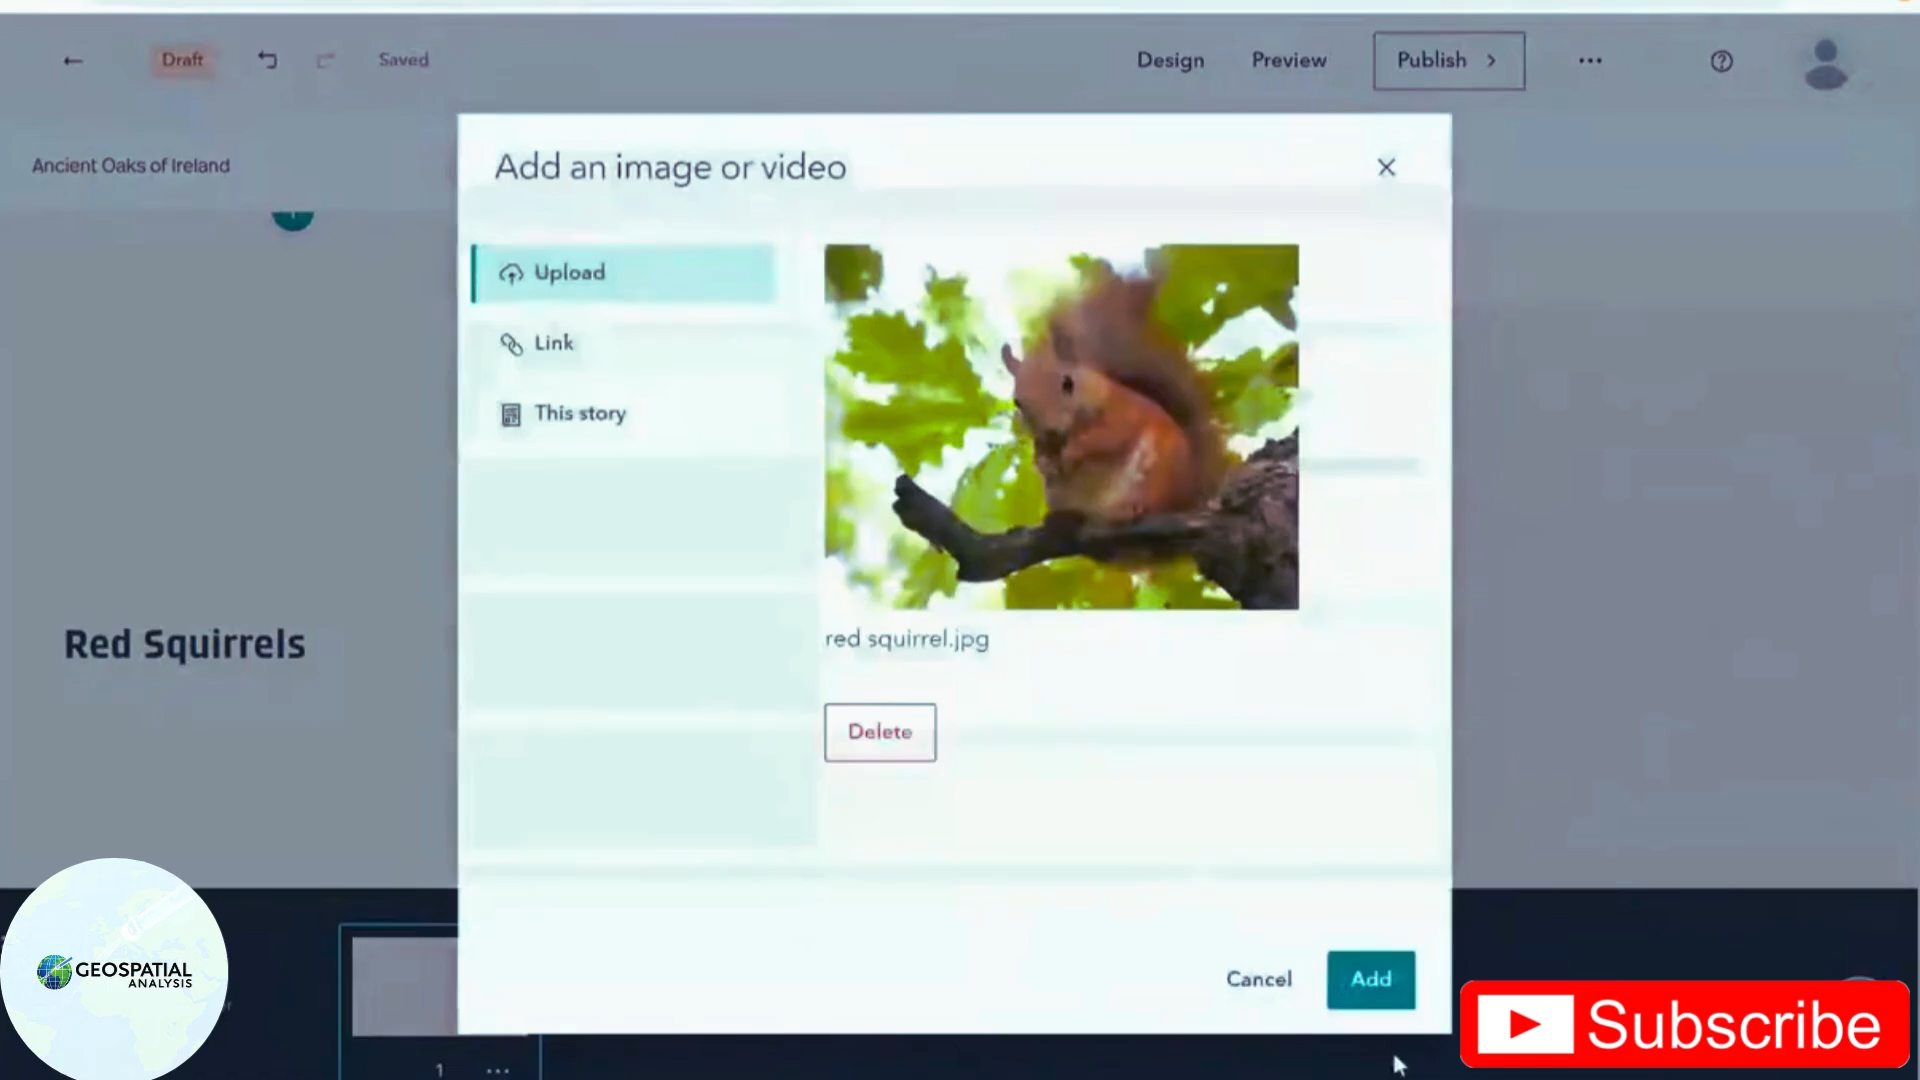 Draft
Saved
Design
Preview
Publish
Ancient Oaks of Ireland
Add an image or video
Upload
Link
This story
red squirrel.jpg
Delete
Red Squirrels
Cancel
Add
GEOSPATIAL
ANALYSIS
Subscribe
1